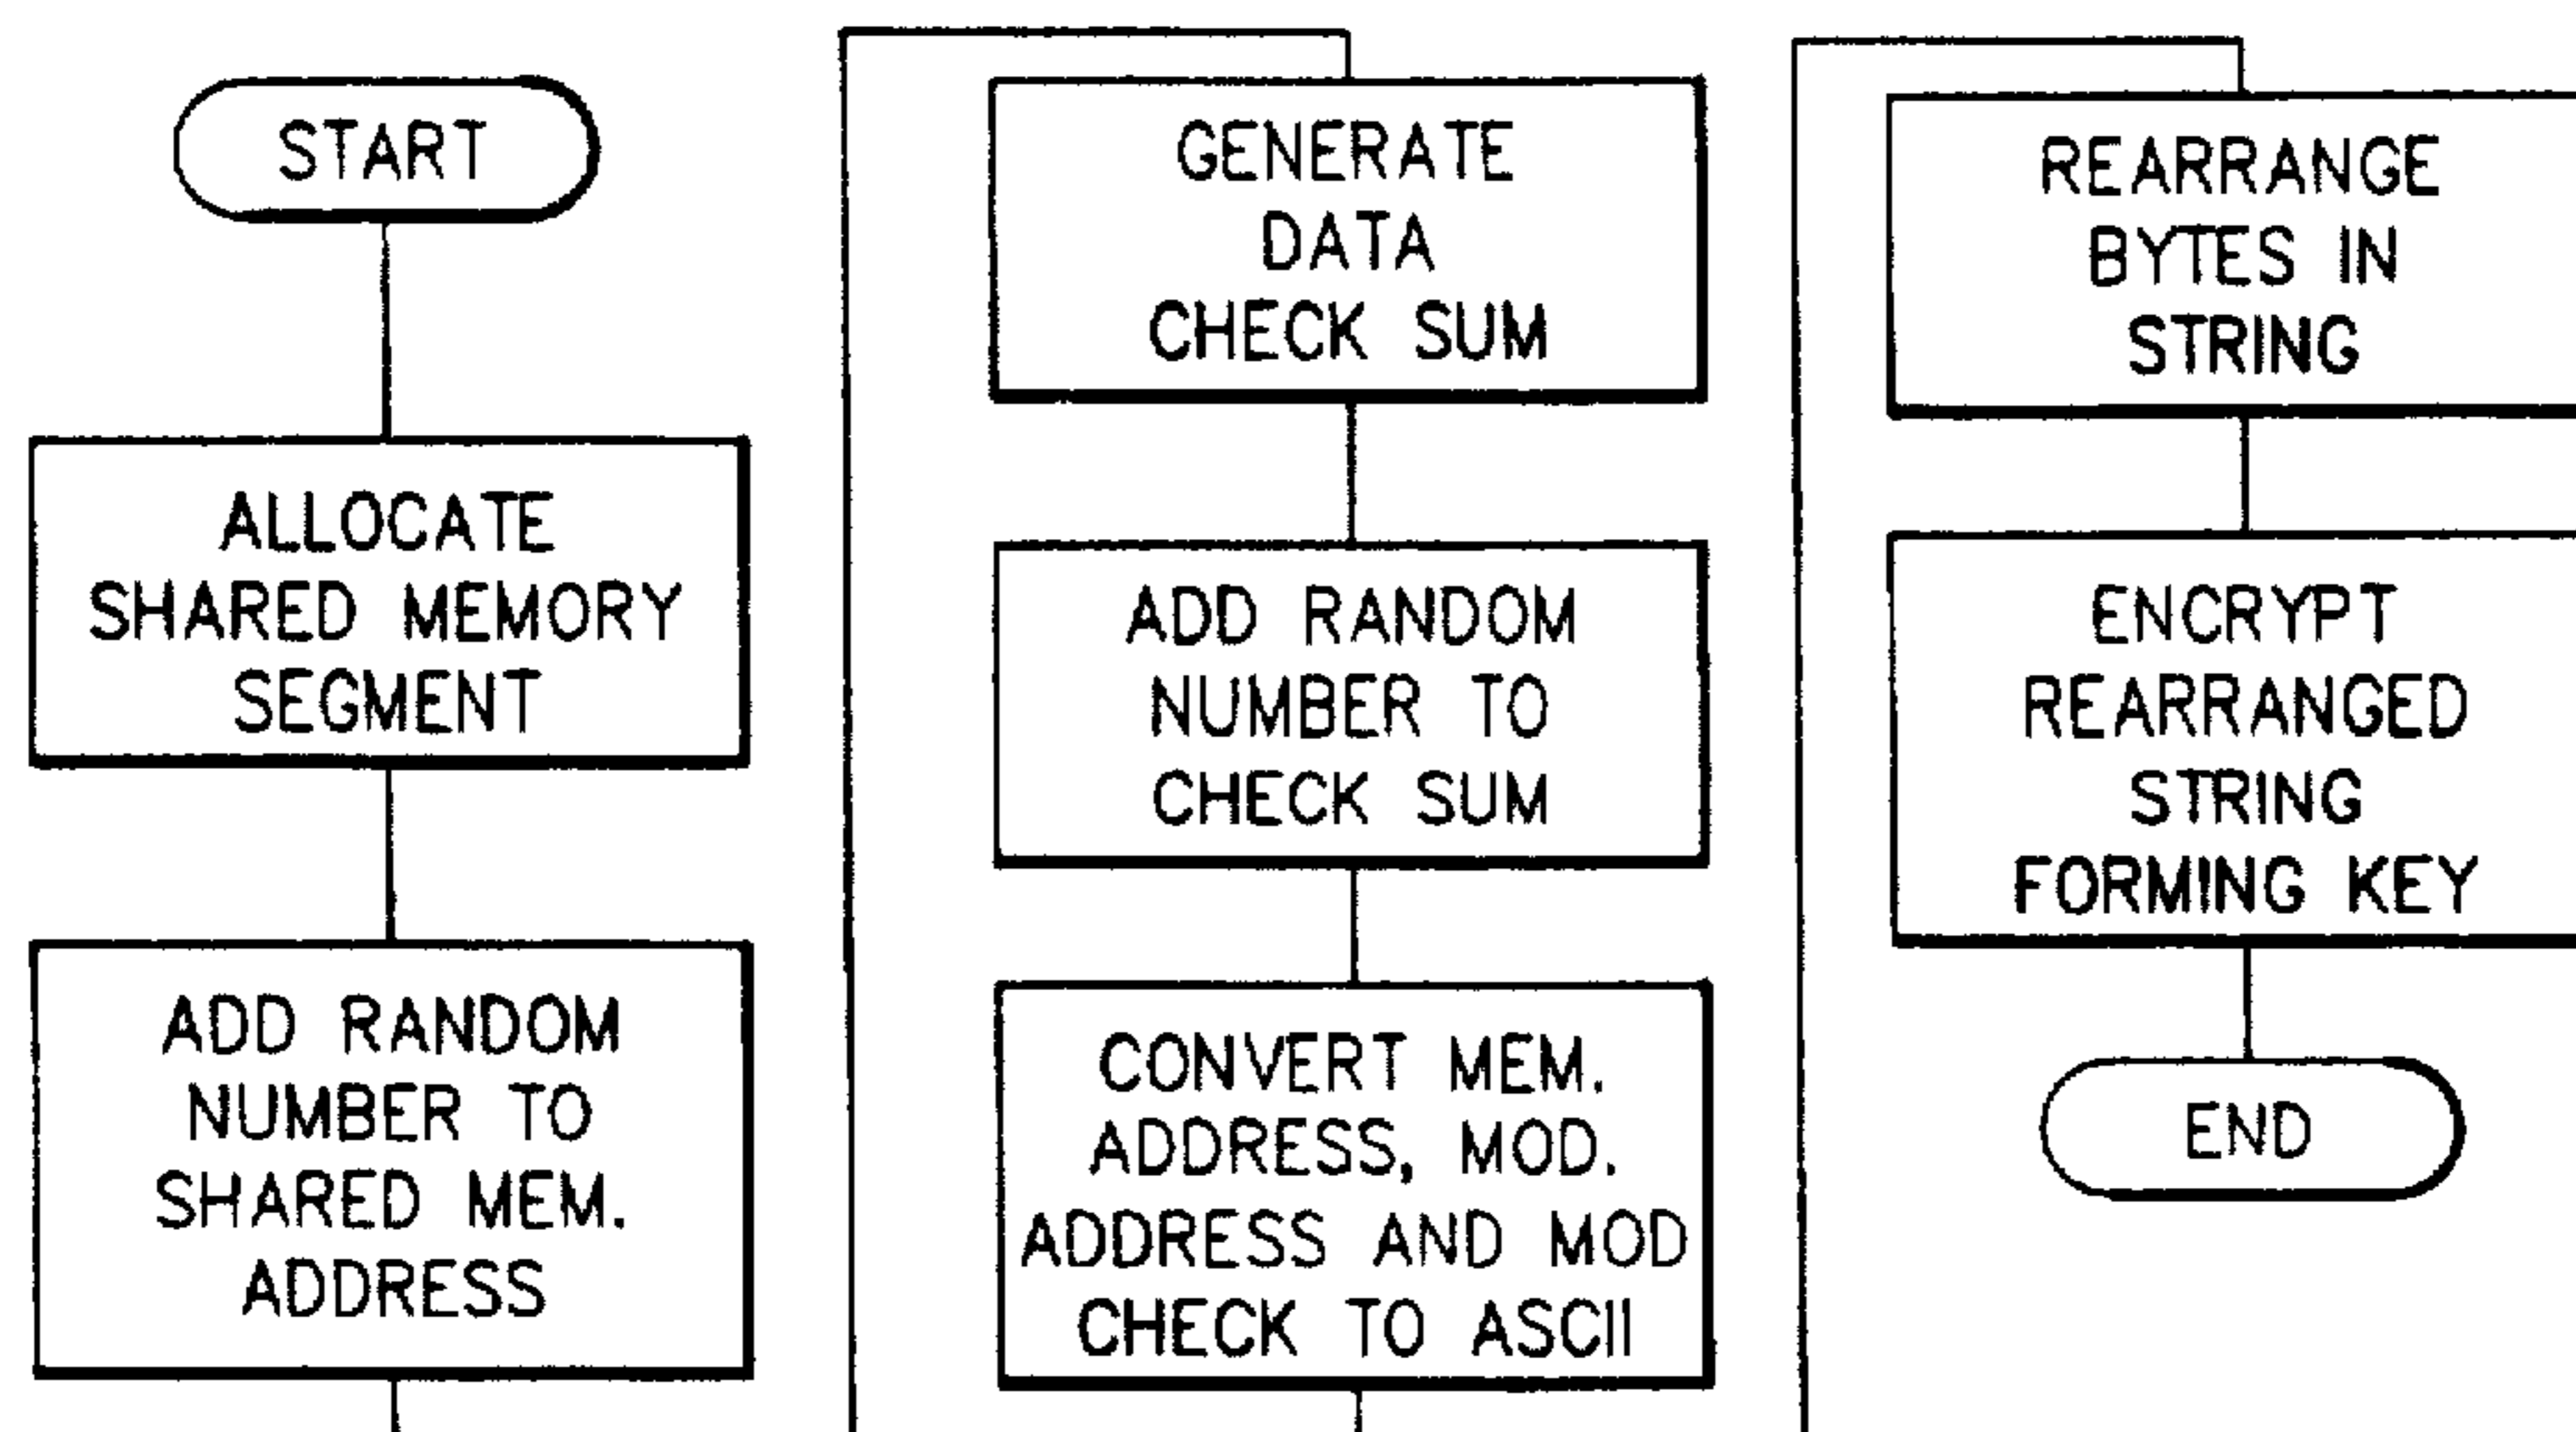 START
ALLOCATE
SHARED MEMORY
SEGMENT
ADD RANDOM
NUMBER TO
SHARED MEM.
ADDRESS
GENERATE
DATA
CHECK SUM
ADD RANDOM
NUMBER TO
CHECK SUM
CONVERT MEM.
ADDRESS, MOD.
ADDRESS AND MOD
CHECK TO ASCII
REARRANGE
BYTES IN
STRING
ENCRYPT
REARRANGED
STRING
FORMING KEY
END